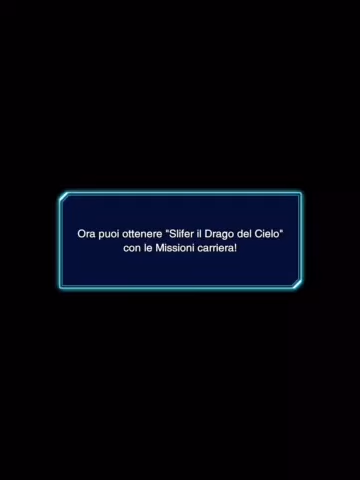 Ora puoi ottenere "Slifer il Drago del Cielo"
con le Missioni carriera!